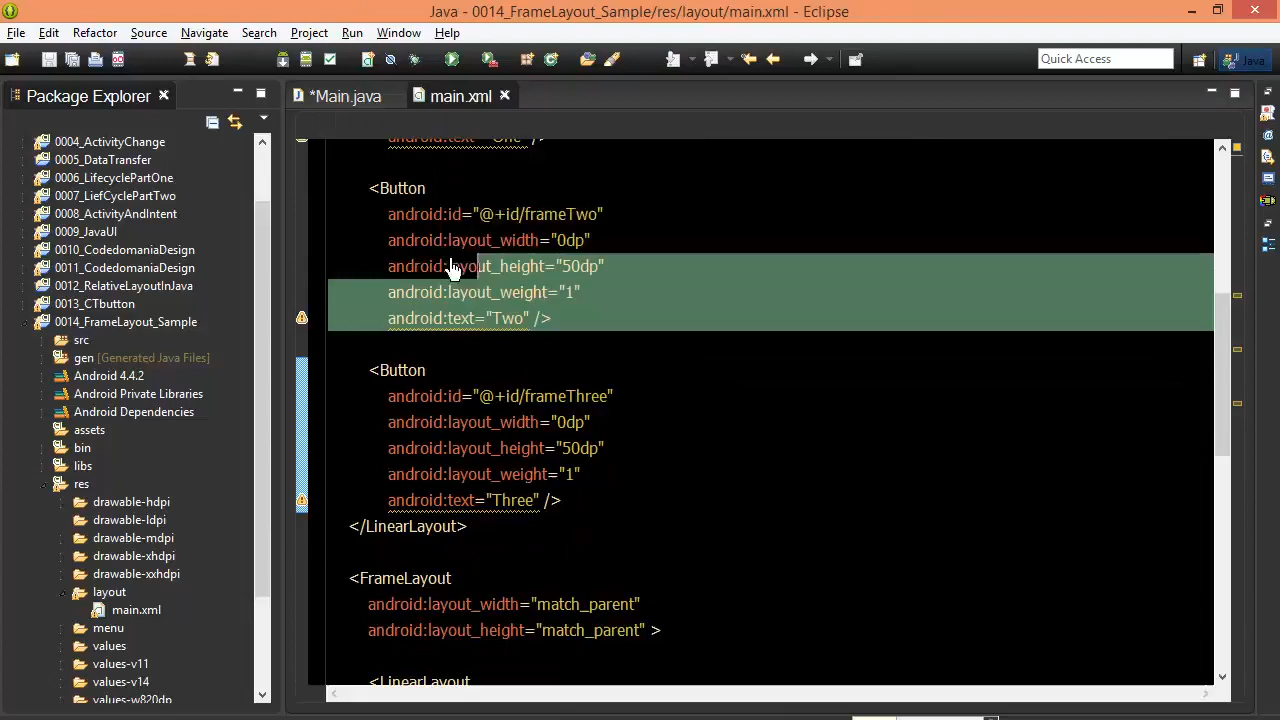 Java - 0014_FrameLayout_Sample/res/layout/main.xml - Eclipse
File Edit Refactor Source Navigate Search Project Run Window Help
Quick Access
Java
Package Explorer
*Main.java
main.xml
0004_ActivityChange
0005_DataTransfer
0006_LifecyclePartOne
0007_LiefCyclePartTwo
0008_ActivityAndIntent
0009_JavaUI
0010_CodedomaniaDesign
0011_CodedomaniaDesign
0012_RelativeLayoutInJava
0013_CTbutton
0014_FrameLayout_Sample
src
gen [Generated Java Files]
Android 4.4.2
Android Private Libraries
Android Dependencies
assets
bin
libs
res
drawable-hdpi
drawable-ldpi
drawable-mdpi
drawable-xhdpi
drawable-xxhdpi
layout
main.xml
menu
values
values-v11
values-v14
values-w820dp
android:text="One" />
<Button
android:id="@+id/frameTwo"
android:layout_width="0dp"
android:layout_height="50dp"
android:layout_weight="1"
android:text="Two" />
<Button
android:id="@+id/frameThree"
android:layout_width="0dp"
android:layout_height="50dp"
android:layout_weight="1"
android:text="Three" />
</LinearLayout>
<FrameLayout
android:layout_width="match_parent"
android:layout_height="match_parent" >
<LinearLayout